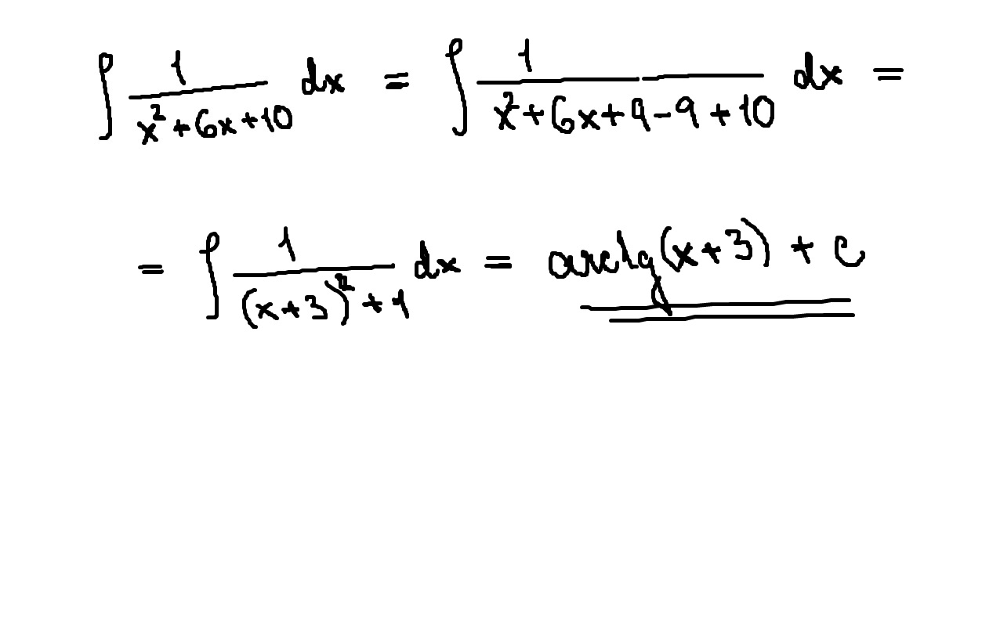 ∫ 1/(x²+6x+10) dx = ∫ 1/(x²+6x+9-9+10) dx =
= ∫ 1/((x+3)²+1) dx = arctg(x+3) + c